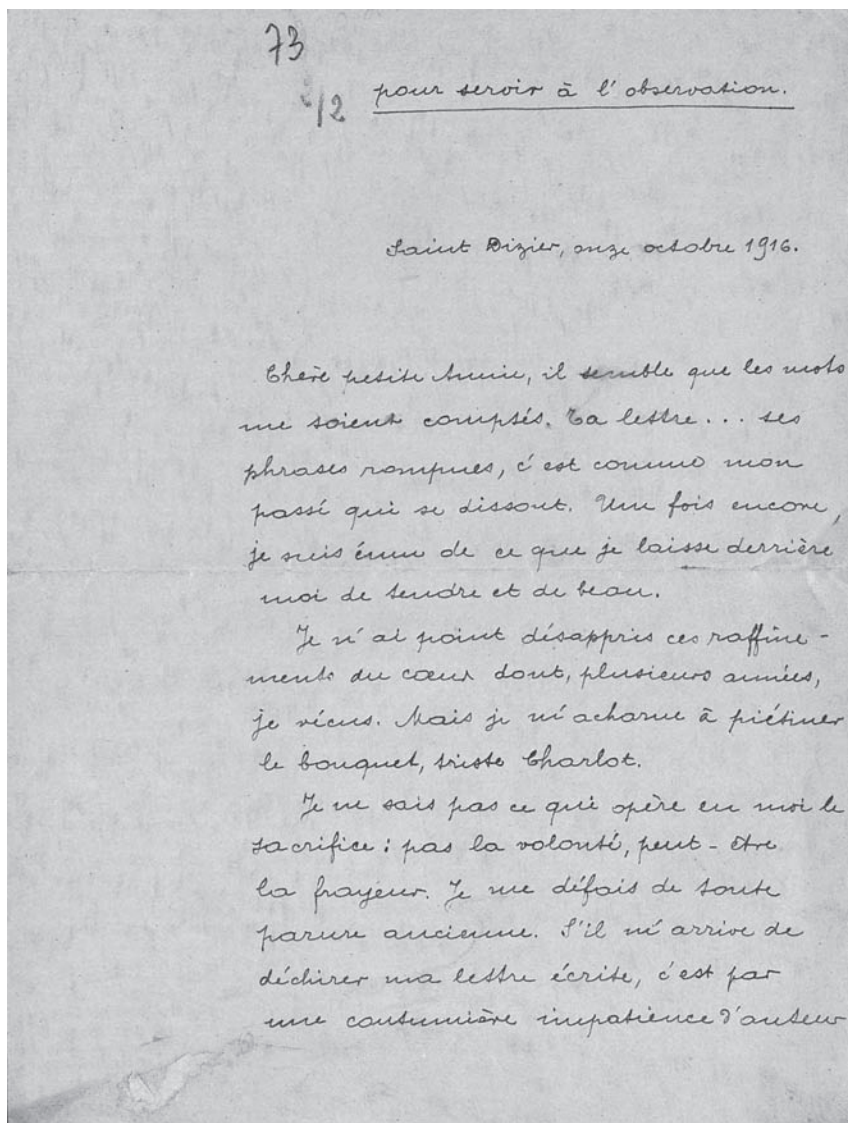 73
2/2
pour servir à l'observation.
Saint Dizier, onze octobre 1916.
Chère petite Annie, il semble que les mots
me soient comptés. Ta lettre... ses
phrases rompues, c'est comme mon
passé qui se dissout. Une fois encore,
je suis ému de ce que je laisse derrière
moi de tendre et de beau.
Je n'ai point désappris ces raffine-
ments du cœur dont, plusieurs années,
je vécus. Mais je m'acharne à piétiner
le bouquet, triste Charlot.
Je ne sais pas ce qui opère en moi le
sacrifice : pas la volonté, peut-être
la frayeur. Je me défais de toute
parure ancienne. S'il m'arrive de
déchirer ma lettre écrite, c'est par
une coutumière impatience d'auteur